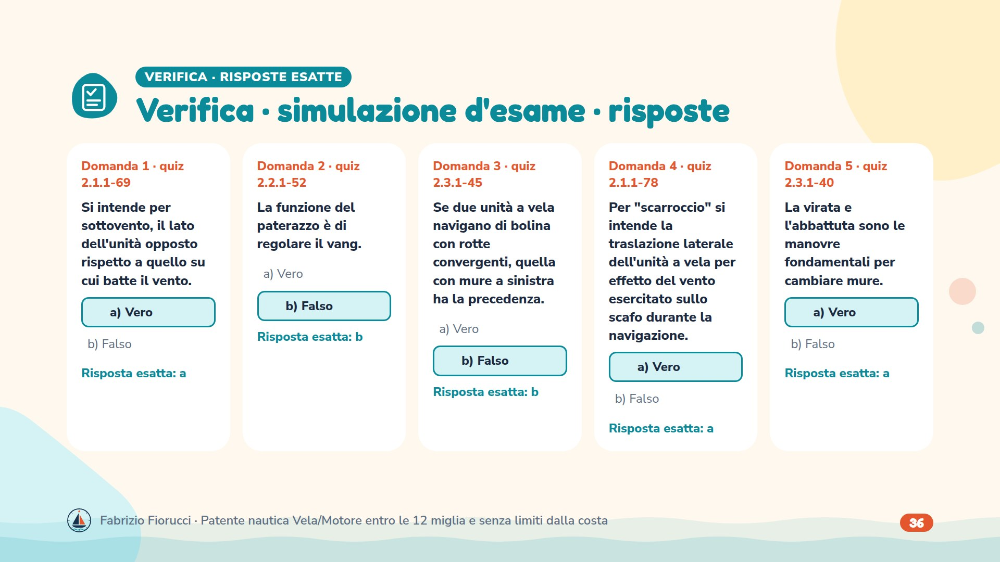 VERIFICA · RISPOSTE ESATTE
Verifica · simulazione d'esame · risposte
Domanda 1 · quiz
2.1.1-69
Si intende per
sottovento, il lato
dell'unità opposto
rispetto a quello su
cui batte il vento.
a) Vero
b) Falso
Risposta esatta: a
Domanda 2 · quiz
2.2.1-52
La funzione del
paterazzo è di
regolare il vang.
a) Vero
b) Falso
Risposta esatta: b
Domanda 3 · quiz
2.3.1-45
Se due unità a vela
navigano di bolina
con rotte
convergenti, quella
con mure a sinistra
ha la precedenza.
a) Vero
b) Falso
Risposta esatta: b
Domanda 4 · quiz
2.1.1-78
Per "scarroccio" si
intende la
traslazione laterale
dell'unità a vela per
effetto del vento
esercitato sullo
scafo durante la
navigazione.
a) Vero
b) Falso
Risposta esatta: a
Domanda 5 · quiz
2.3.1-40
La virata e
l'abbattuta sono le
manovre
fondamentali per
cambiare mure.
a) Vero
b) Falso
Risposta esatta: a
Fabrizio Fiorucci · Patente nautica Vela/Motore entro le 12 miglia e senza limiti dalla costa
36